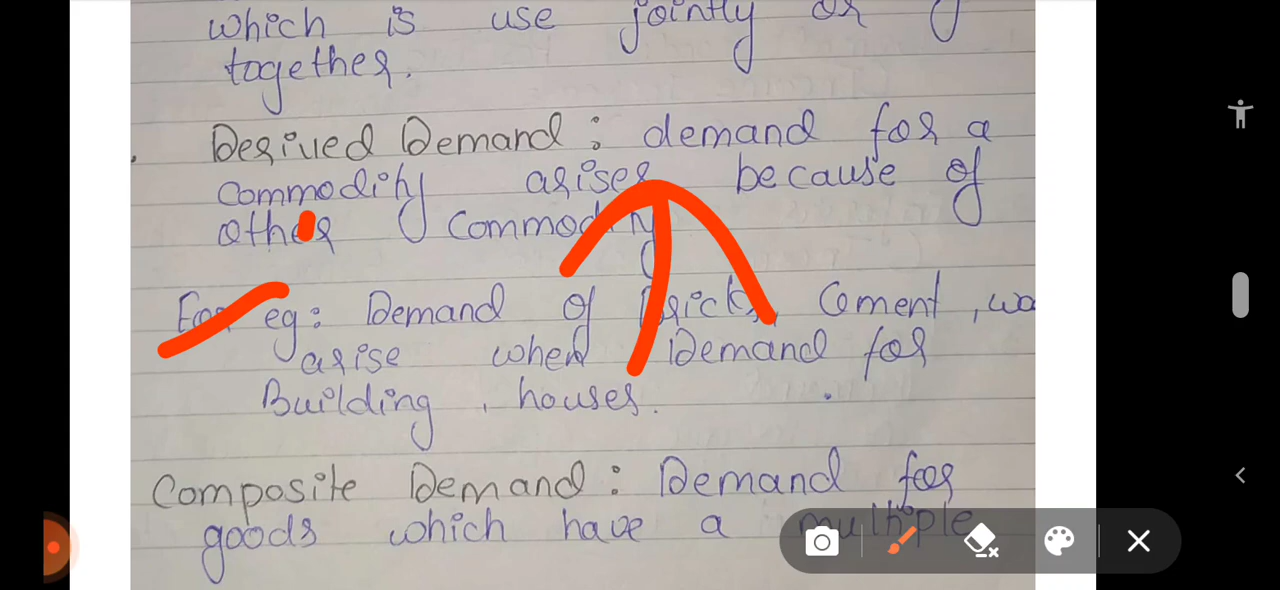 which is use jointly or
together.
Derived Demand : demand for a
commodity arises because of
other commodity
For eg : Demand of Brick, Cement,
arise when Demand for
Building, houses.
Composite Demand : Demand for
goods which have a multiple